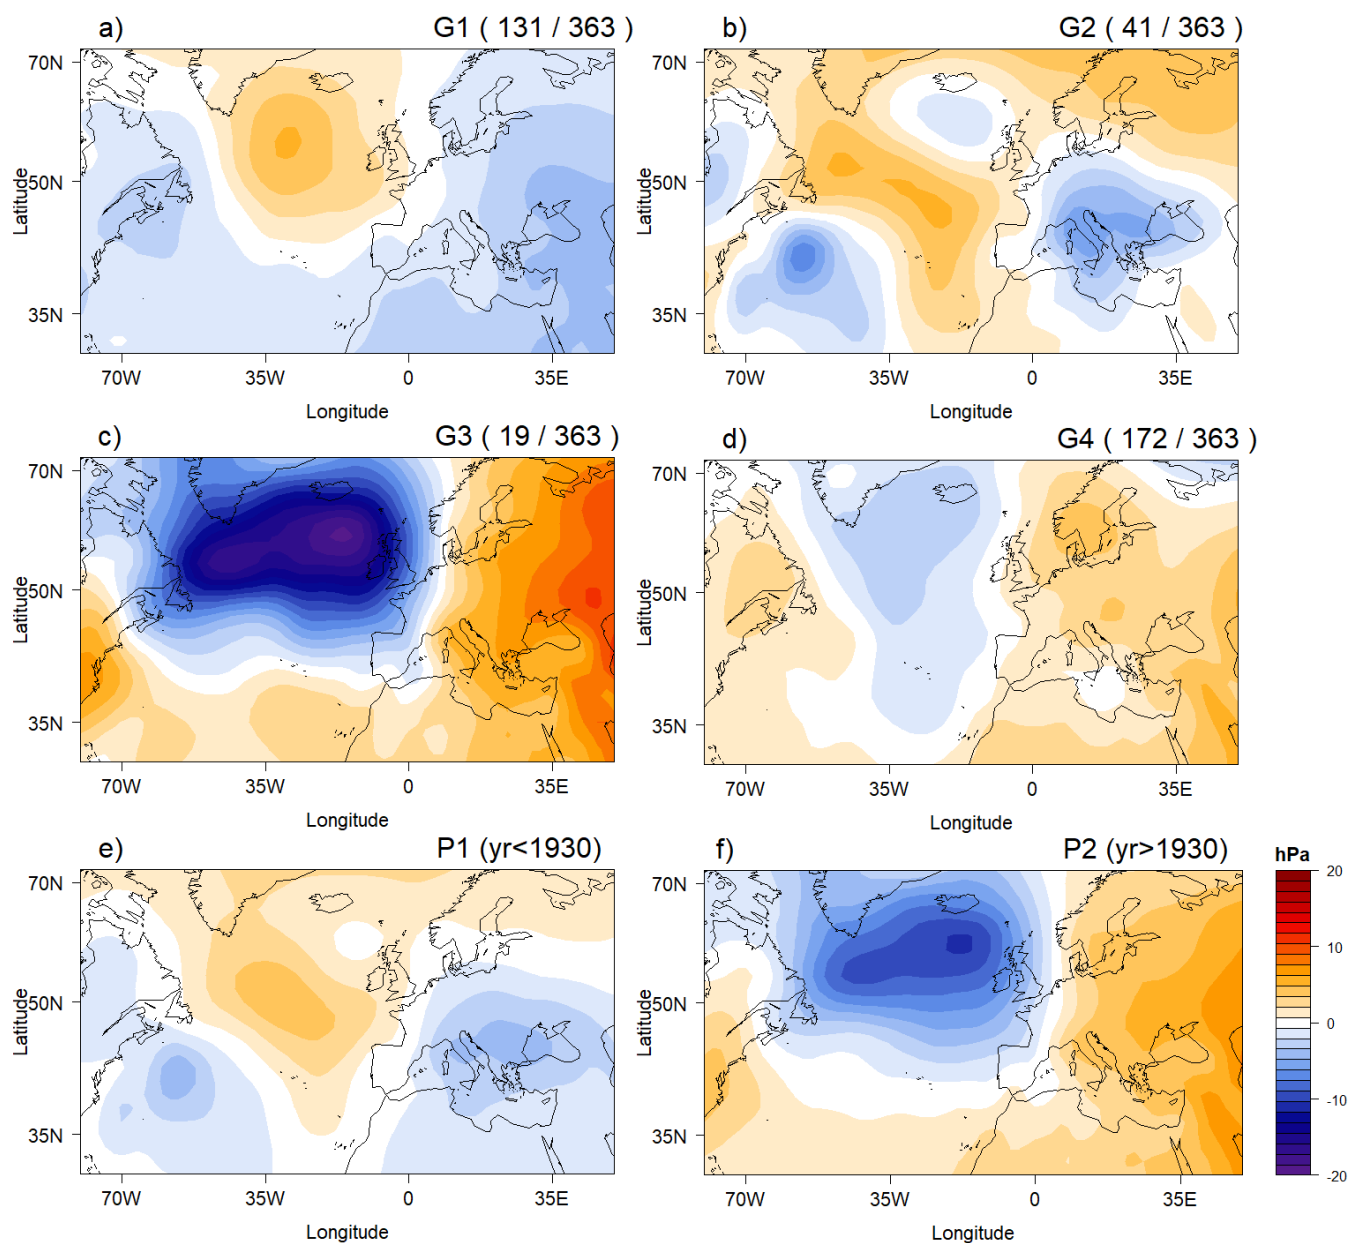 a) G1 ( 131 / 363 )
b) G2 ( 41 / 363 )
70N
50N
35N
Latitude
70W 35W 0 35E
Longitude
70N
50N
35N
Latitude
70W 35W 0 35E
Longitude
c) G3 ( 19 / 363 )
d) G4 ( 172 / 363 )
70N
50N
35N
Latitude
70W 35W 0 35E
Longitude
70N
50N
35N
Latitude
70W 35W 0 35E
Longitude
e) P1 (yr<1930)
f) P2 (yr>1930)
70N
50N
35N
Latitude
70W 35W 0 35E
Longitude
70N
50N
35N
Latitude
70W 35W 0 35E
Longitude
hPa
20
10
0
-10
-20